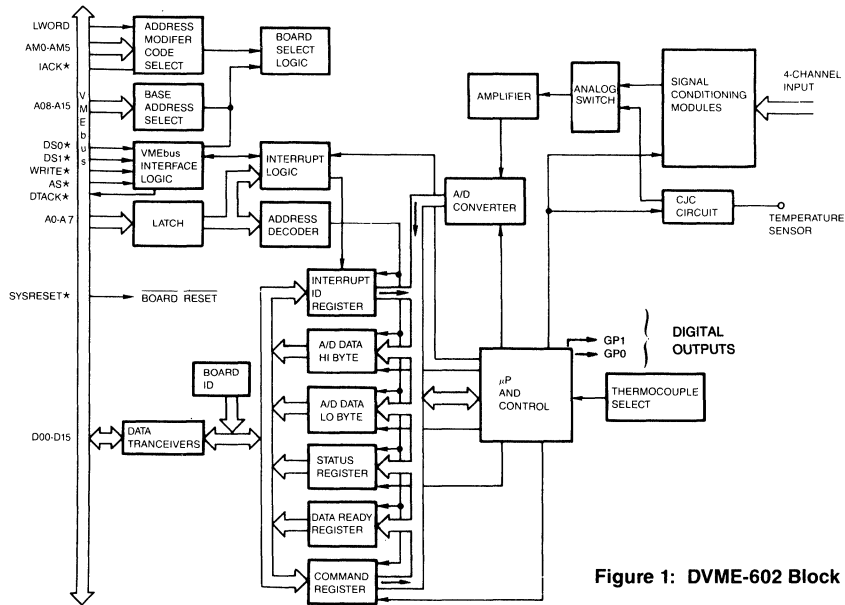 LWORD
AM0-AM5
IACK*
A08-A15
DS0*
DS1*
WRITE*
AS*
DTACK*
A0-A7
SYSRESET*
D00-D15
VMEbus
ADDRESS
MODIFER
CODE
SELECT
BOARD
SELECT
LOGIC
BASE
ADDRESS
SELECT
VMEbus
INTERFACE
LOGIC
INTERRUPT
LOGIC
LATCH
ADDRESS
DECODER
BOARD RESET
AMPLIFIER
ANALOG
SWITCH
SIGNAL
CONDITIONING
MODULES
4-CHANNEL
INPUT
A/D
CONVERTER
CJC
CIRCUIT
TEMPERATURE
SENSOR
INTERRUPT
ID
REGISTER
A/D DATA
HI BYTE
A/D DATA
LO BYTE
STATUS
REGISTER
DATA READY
REGISTER
COMMAND
REGISTER
BOARD
ID
DATA
TRANCEIVERS
µP
AND
CONTROL
GP1
GP0
DIGITAL
OUTPUTS
THERMOCOUPLE
SELECT
Figure 1: DVME-602 Block